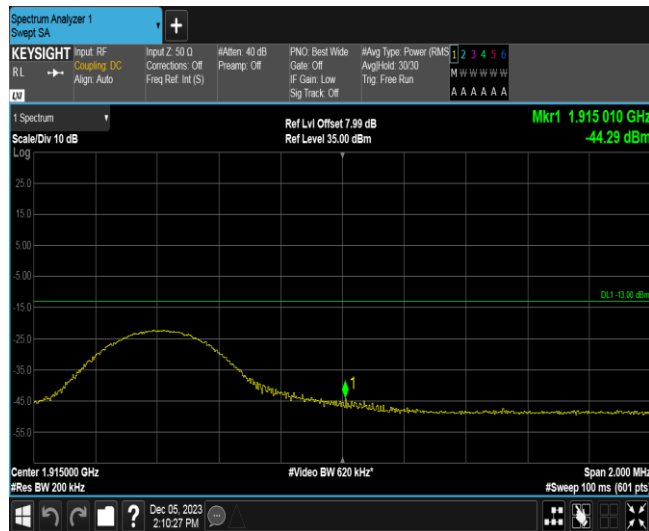 Spectrum Analyzer 1
Swept SA
+
KEYSIGHT
RL
LXI
Input: RF
Coupling: DC
Align: Auto
Input Z: 50 Ω
Corrections: Off
Freq Ref: Int (S)
#Atten: 40 dB
Preamp: Off
PNO: Best Wide
Gate: Off
IF Gain: Low
Sig Track: Off
#Avg Type: Power (RMS
Avg|Hold: 30/30
Trig: Free Run
1 2 3 4 5 6
M W W W W W
A A A A A A
1 Spectrum
Scale/Div 10 dB
Ref Lvl Offset 7.99 dB
Ref Level 35.00 dBm
Mkr1 1.915 010 GHz
-44.29 dBm
Log
25.0
15.0
5.00
-5.00
DL1 -13.00 dBm
-15.0
-25.0
-35.0
1
-45.0
-55.0
Center 1.915000 GHz
#Video BW 620 kHz*
Span 2.000 MHz
#Res BW 200 kHz
#Sweep 100 ms (601 pts)
?
Dec 05, 2023
2:10:27 PM